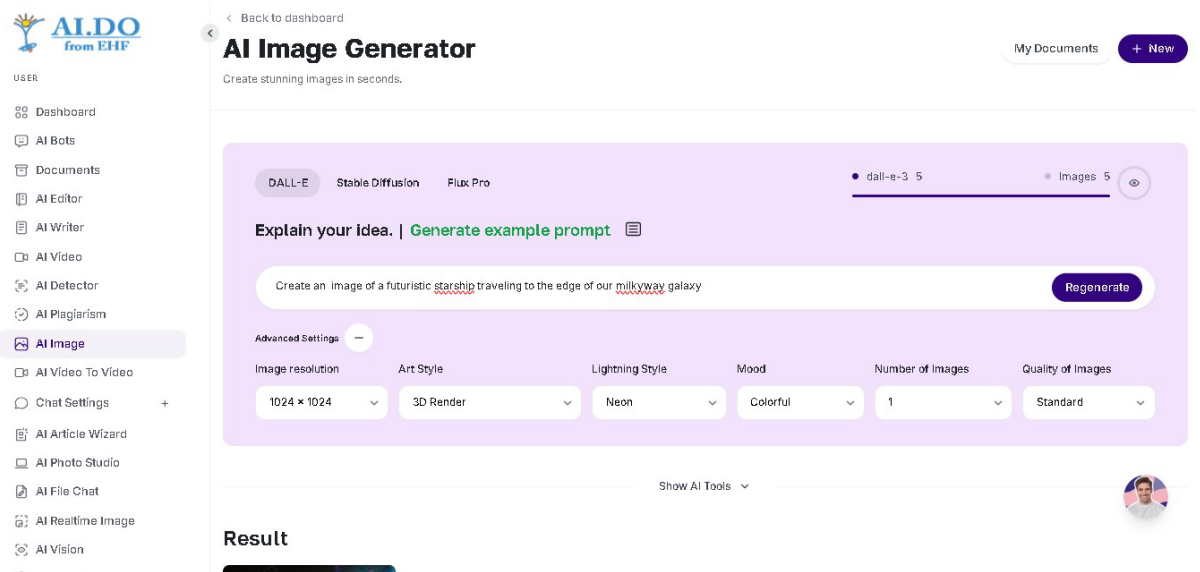 AI.DO
from EHF
USER
Dashboard
AI Bots
Documents
AI Editor
AI Writer
AI Video
AI Detector
AI Plagiarism
AI Image
AI Video To Video
Chat Settings +
AI Article Wizard
AI Photo Studio
AI File Chat
AI Realtime Image
AI Vision
Back to dashboard
AI Image Generator
Create stunning images in seconds.
My Documents
+ New
DALL-E Stable Diffusion Flux Pro
dall-e-3 5 Images 5
Explain your idea. | Generate example prompt
Create an image of a futuristic starship traveling to the edge of our milkyway galaxy
Regenerate
Advanced Settings
Image resolution Art Style Lightning Style Mood Number of Images Quality of Images
1024 × 1024 3D Render Neon Colorful 1 Standard
Show AI Tools
Result